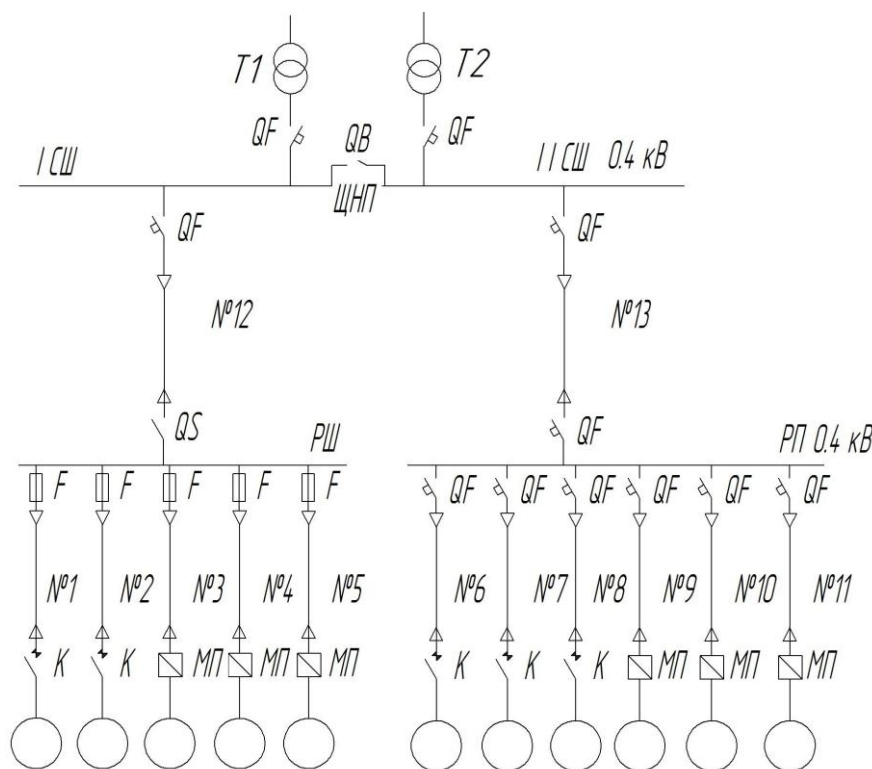 T1
T2
QF
QB
QF
I СШ
II СШ 0.4 кВ
ЩНП
QF
QF
№12
№13
QS
QF
РШ
РП 0.4 кВ
F
F
F
F
F
QF
QF
QF
QF
QF
QF
№1
№2
№3
№4
№5
№6
№7
№8
№9
№10
№11
К
К
МП
МП
МП
К
К
К
МП
МП
МП